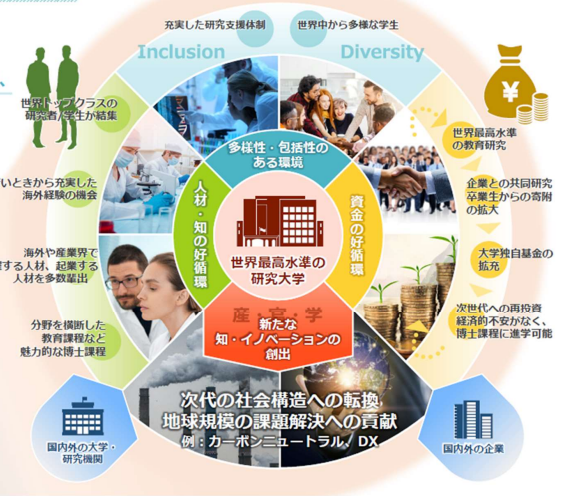 充実した研究支援体制
世界中から多様な学生
Inclusion
Diversity
世界トップクラスの
研究者/学生が結集
いときから充実した
海外経験の機会
海外や産業界で
する人材、起業する
人材を多数輩出
分野を横断した
教育課程など
魅力的な博士課程
多様性・包括性の
ある環境
人材・知の好循環
資金の好循環
世界最高水準の
研究大学
産・官・学
新たな
知・イノベーションの
創出
¥
世界最高水準
の教育研究
企業との共同研究
卒業生からの寄附
の拡大
大学独自基金の
拡充
次世代への再投資
経済的不安がなく、
博士課程に進学可能
次代の社会構造への転換
地球規模の課題解決への貢献
例：カーボンニュートラル、DX
国内外の大学・
研究機関
国内外の企業